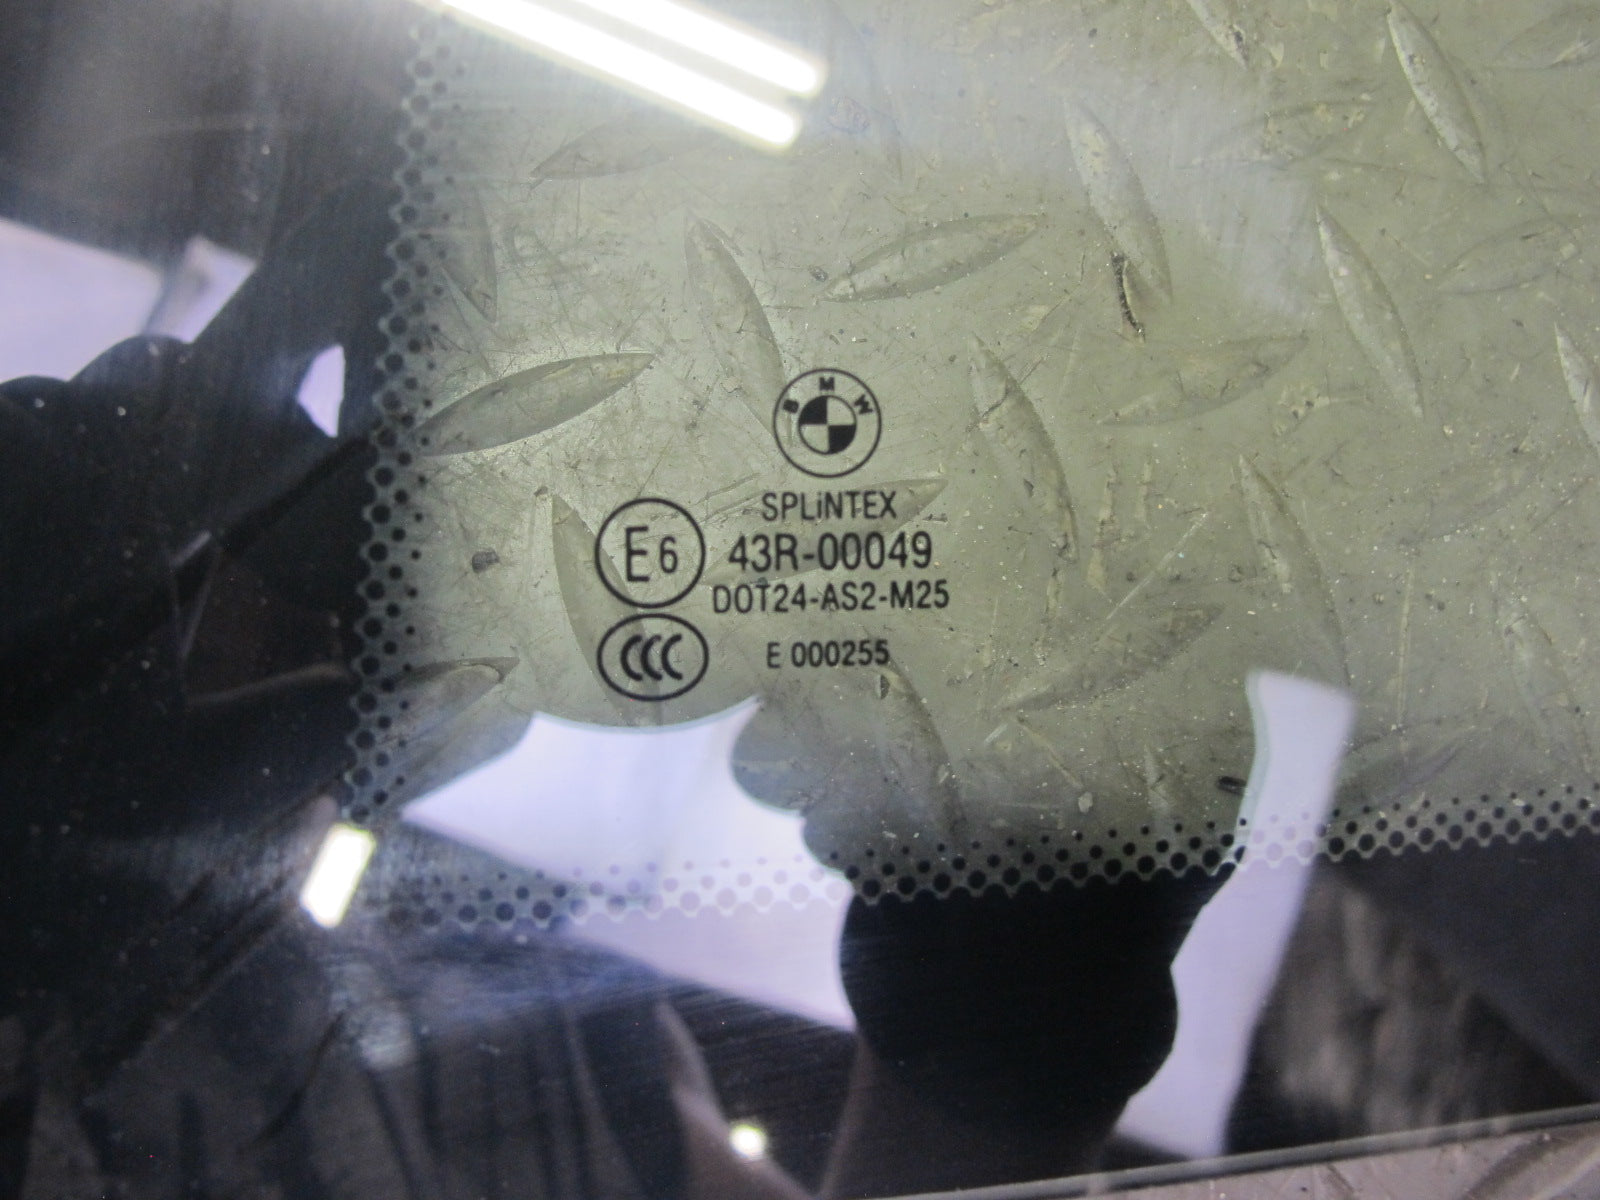 BMW
SPLiNTEX
E6 43R-00049
DOT24-AS2-M25
CCC E 000255